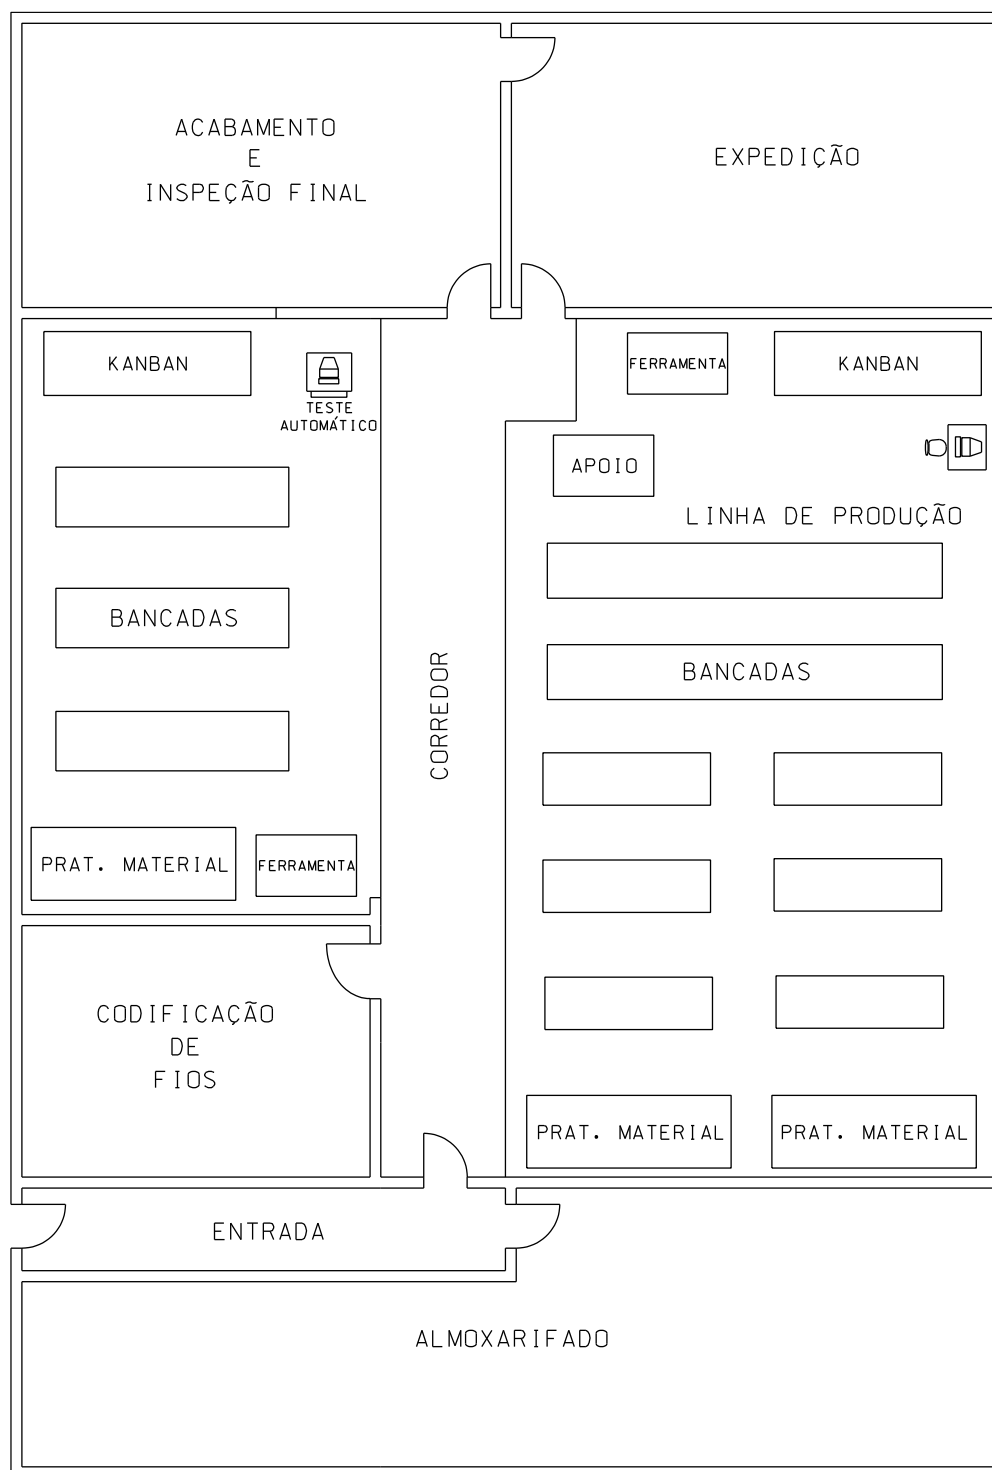 ACABAMENTO
E
INSPEÇÃO FINAL
EXPEDIÇÃO
KANBAN
TESTE
AUTOMÁTICO
FERRAMENTA
KANBAN
APOIO
LINHA DE PRODUÇÃO
BANCADAS
CORREDOR
BANCADAS
PRAT. MATERIAL
FERRAMENTA
CODIFICAÇÃO
DE
FIOS
PRAT. MATERIAL
PRAT. MATERIAL
ENTRADA
ALMOXARIFADO